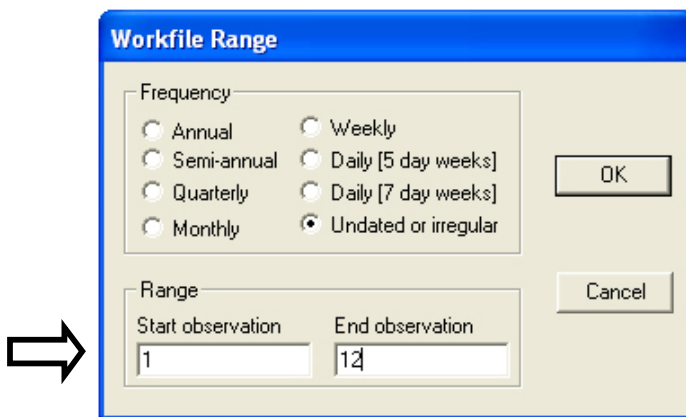 Workfile Range
Frequency
Annual
Semi-annual
Quarterly
Monthly
Weekly
Daily [5 day weeks]
Daily [7 day weeks]
Undated or irregular
OK
Cancel
Range
Start observation
1
End observation
12